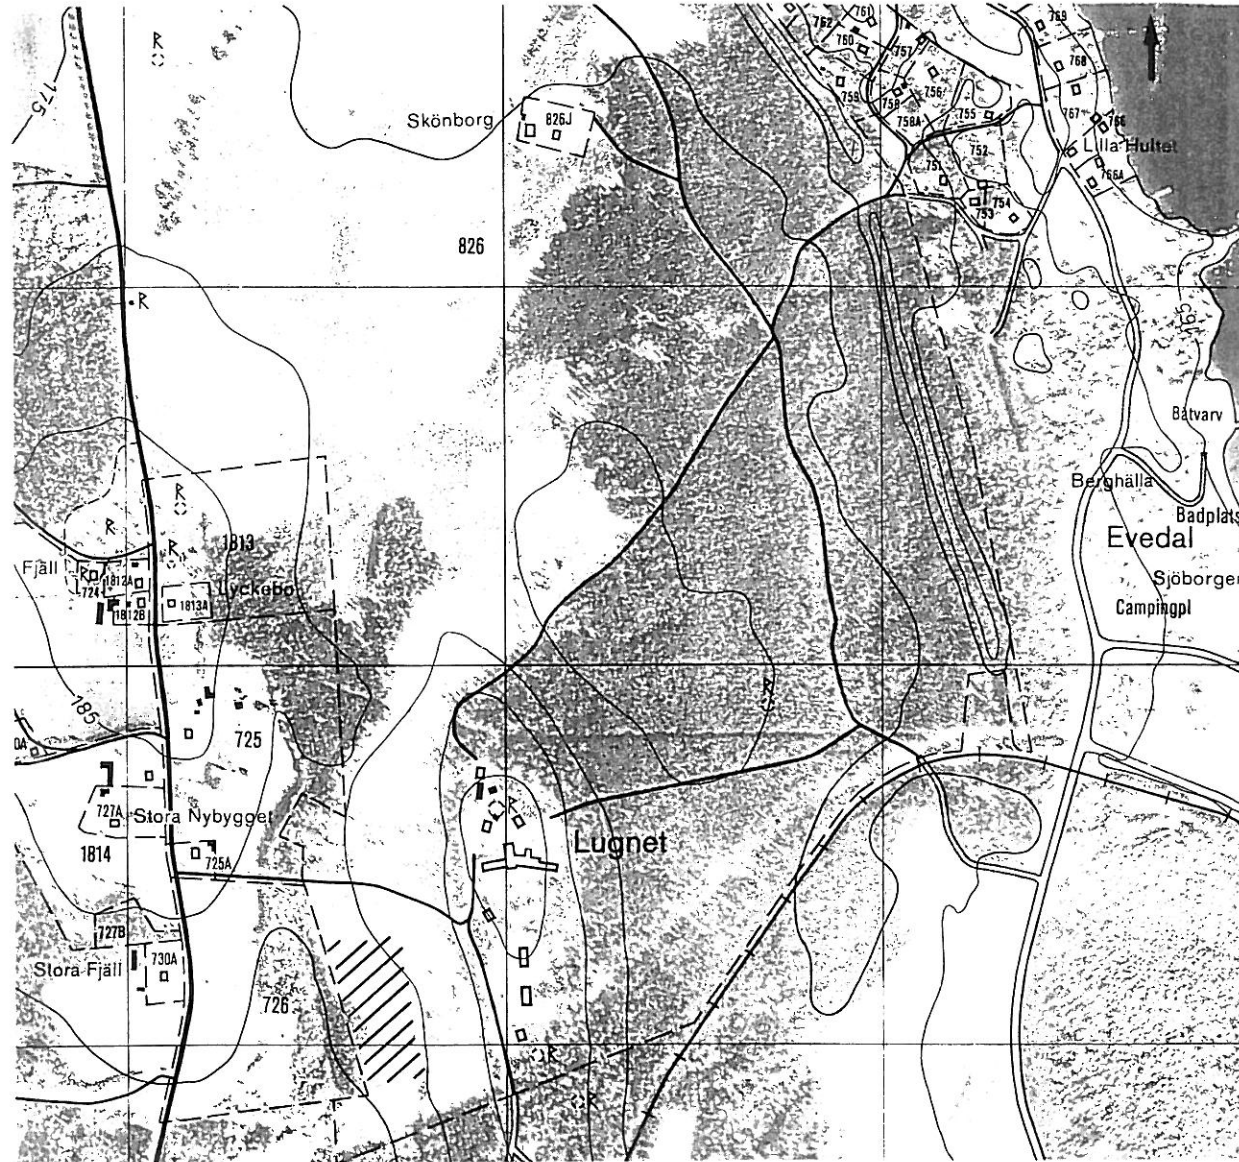 761
762
769
R
760
757
768
175
759
758
756
767
766
Skönborg
826J
758A
755
752
Lilla Hultet
751
766A
753
754
826
R
165
Båtvarv
Berghälla
R
Badplats
R
1813
Evedal
R
Fjäll
R
724
1812A
Lyckebo
Sjöborgen
1812B
1813A
Campingpl
185
R
0A
725
727A
Stora Nybygget
R
1814
725A
Lugnet
727B
Stora Fjäll
730A
726
R
R